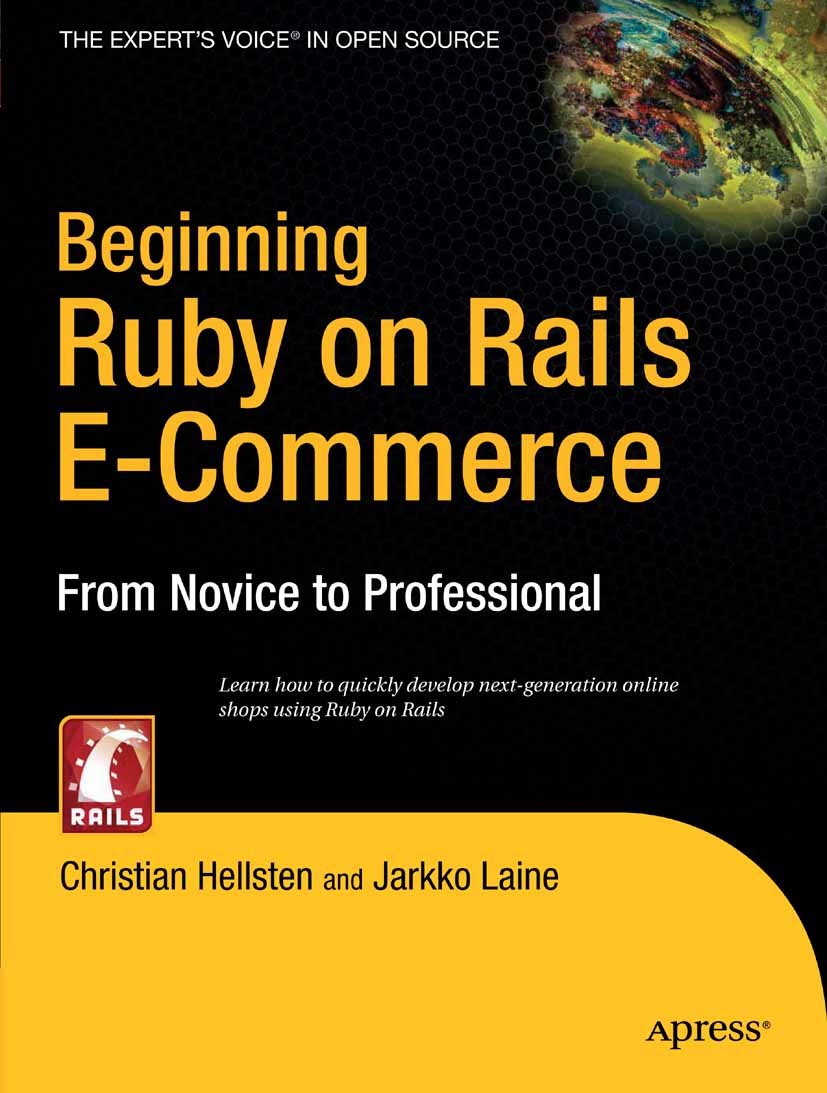 THE EXPERT'S VOICE® IN OPEN SOURCE
Beginning
Ruby on Rails
E-Commerce
From Novice to Professional
Learn how to quickly develop next-generation online
shops using Ruby on Rails
RAILS
Christian Hellsten and Jarkko Laine
Apress®